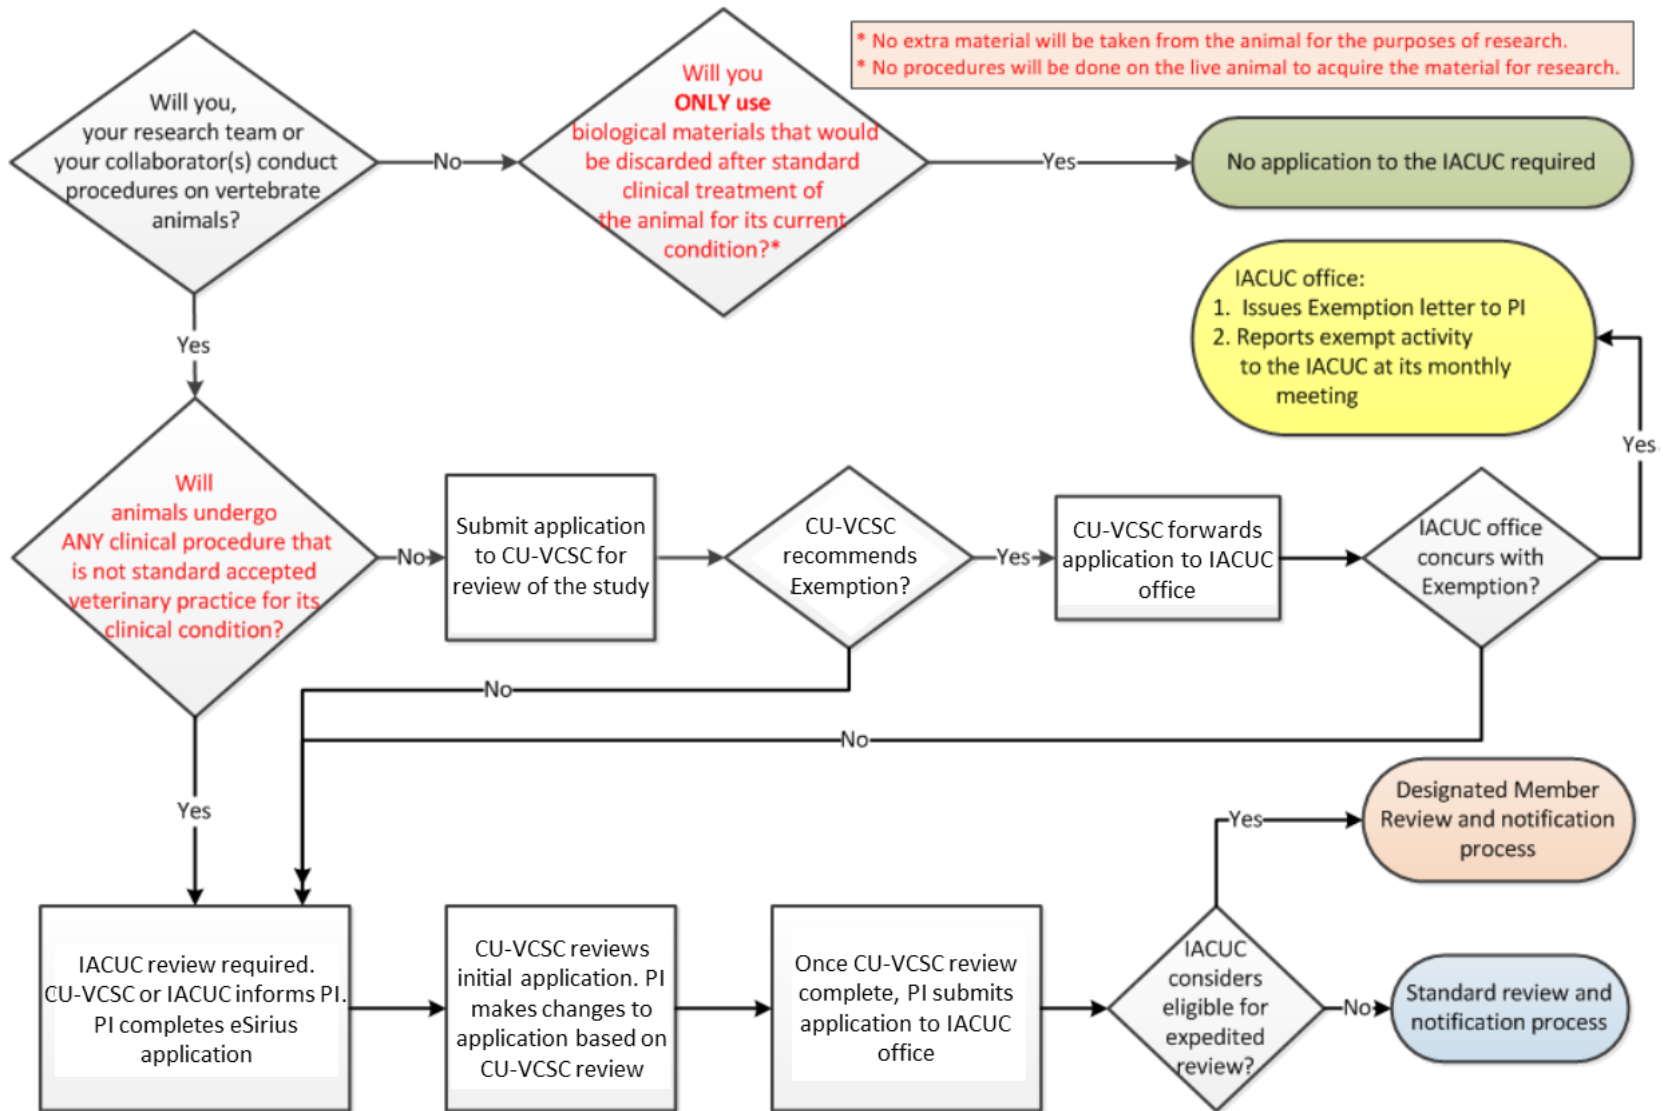 * No extra material will be taken from the animal for the purposes of research.
* No procedures will be done on the live animal to acquire the material for research.
Will you,
your research team or
your collaborator(s) conduct
procedures on vertebrate
animals?
No
Will you
ONLY use
biological materials that would
be discarded after standard
clinical treatment of
the animal for its current
condition?*
Yes
No application to the IACUC required
IACUC office:
1. Issues Exemption letter to PI
2. Reports exempt activity
to the IACUC at its monthly
meeting
Yes
Yes
Will
animals undergo
ANY clinical procedure that
is not standard accepted
veterinary practice for its
clinical condition?
No
Submit application
to CU-VCSC for
review of the study
CU-VCSC
recommends
Exemption?
Yes
CU-VCSC forwards
application to IACUC
office
IACUC office
concurs with
Exemption?
No
No
Yes
Yes
Designated Member
Review and notification
process
IACUC review required.
CU-VCSC or IACUC informs PI.
PI completes eSirius
application
CU-VCSC reviews
initial application. PI
makes changes to
application based on
CU-VCSC review
Once CU-VCSC review
complete, PI submits
application to IACUC
office
IACUC
considers
eligible for
expedited
review?
No
Standard review and
notification process